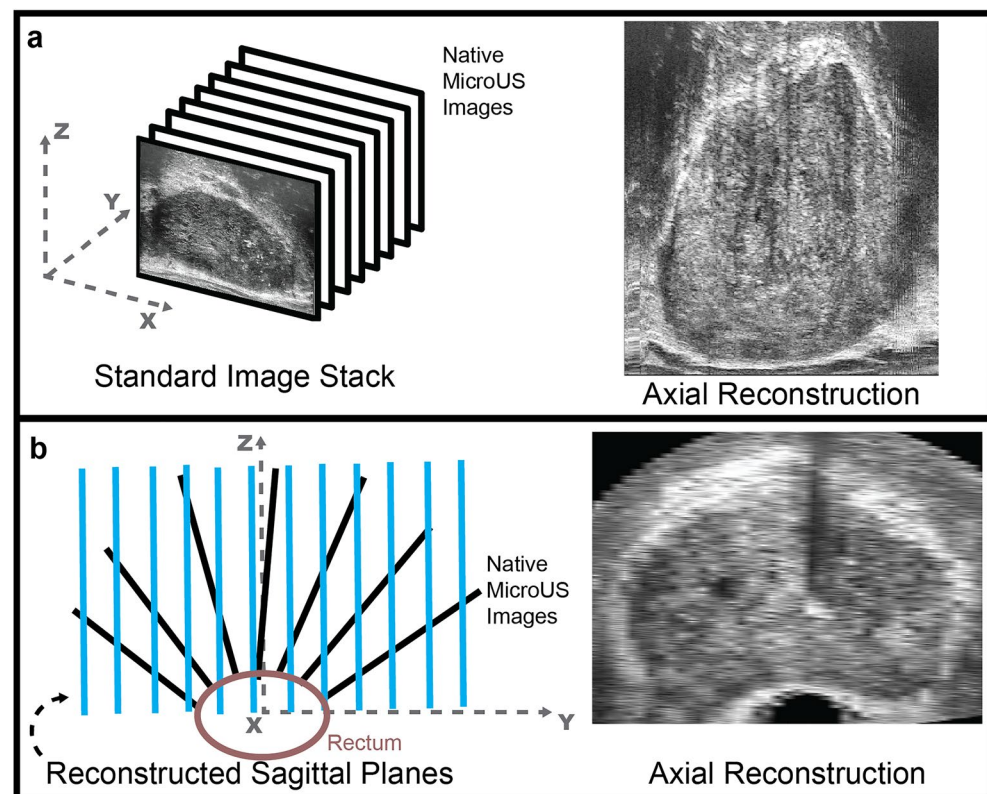 a
Native
MicroUS
Images
Z
Y
X
Standard Image Stack
Axial Reconstruction
b
Z
Native
MicroUS
Images
X
Y
Rectum
Reconstructed Sagittal Planes
Axial Reconstruction